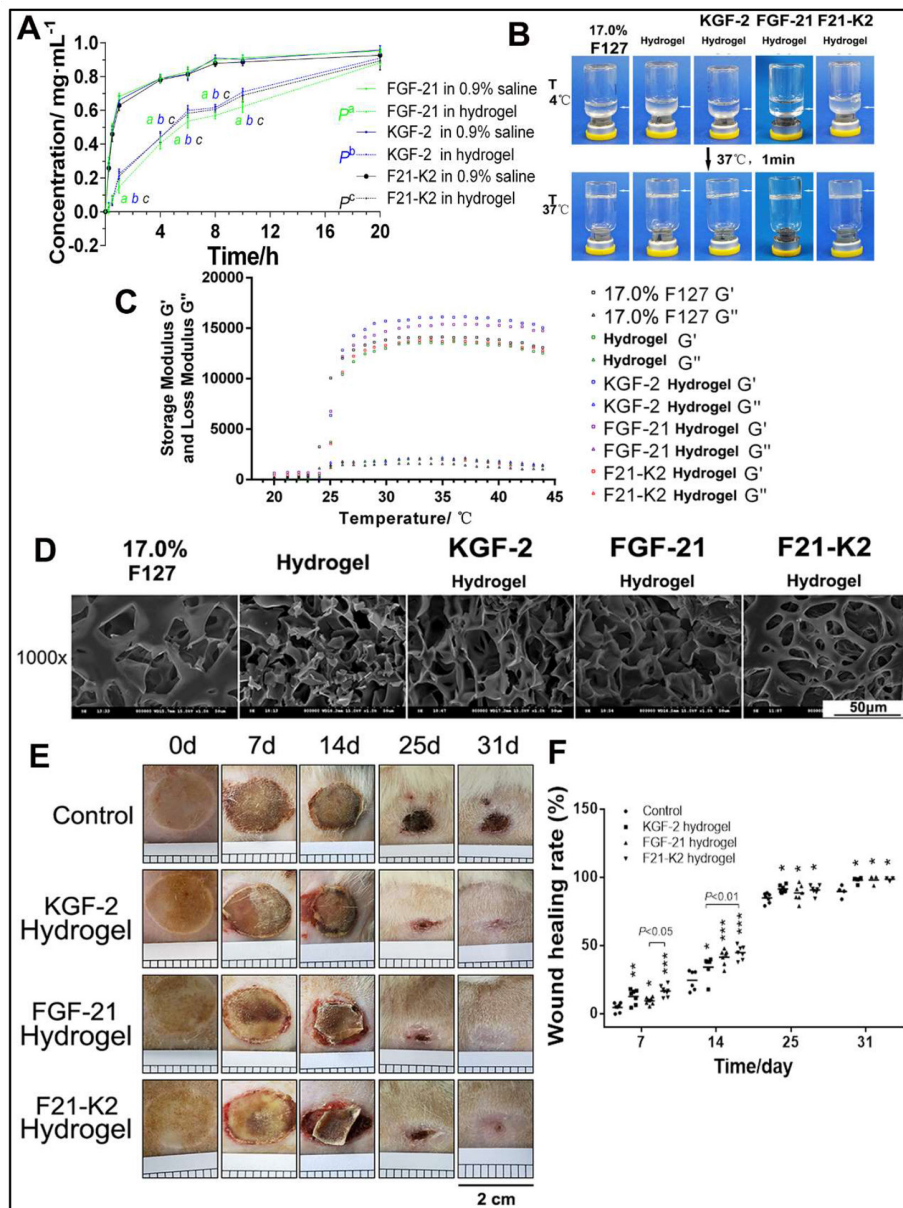 A
Concentration/ mg·mL⁻¹
1.0
0.8
0.6
0.4
0.2
0.0
-0.2
0
4
8
12
16
20
Time/h
a b c
a b c
a b c
a b c
a b c
FGF-21 in 0.9% saline
Pᵃ FGF-21 in hydrogel
KGF-2 in 0.9% saline
Pᵇ KGF-2 in hydrogel
F21-K2 in 0.9% saline
Pᶜ F21-K2 in hydrogel
B
17.0%
F127
Hydrogel
KGF-2
Hydrogel
FGF-21
Hydrogel
F21-K2
Hydrogel
T
4℃
37℃, 1min
T
37℃
C
Storage Modulus G'
and Loss Modulus G"
20000
15000
10000
5000
0
20
25
30
35
40
45
Temperature/ ℃
17.0% F127 G'
17.0% F127 G"
Hydrogel G'
Hydrogel G"
KGF-2 Hydrogel G'
KGF-2 Hydrogel G"
FGF-21 Hydrogel G'
FGF-21 Hydrogel G"
F21-K2 Hydrogel G'
F21-K2 Hydrogel G"
D
17.0%
F127
Hydrogel
KGF-2
Hydrogel
FGF-21
Hydrogel
F21-K2
Hydrogel
1000x
50μm
E
0d
7d
14d
25d
31d
Control
KGF-2
Hydrogel
FGF-21
Hydrogel
F21-K2
Hydrogel
2 cm
F
Wound healing rate (%)
150
100
50
0
Control
KGF-2 hydrogel
FGF-21 hydrogel
F21-K2 hydrogel
P<0.05
**
*
***
P<0.01
*
***
***
*
*
*
*
*
*
7
14
25
31
Time/day